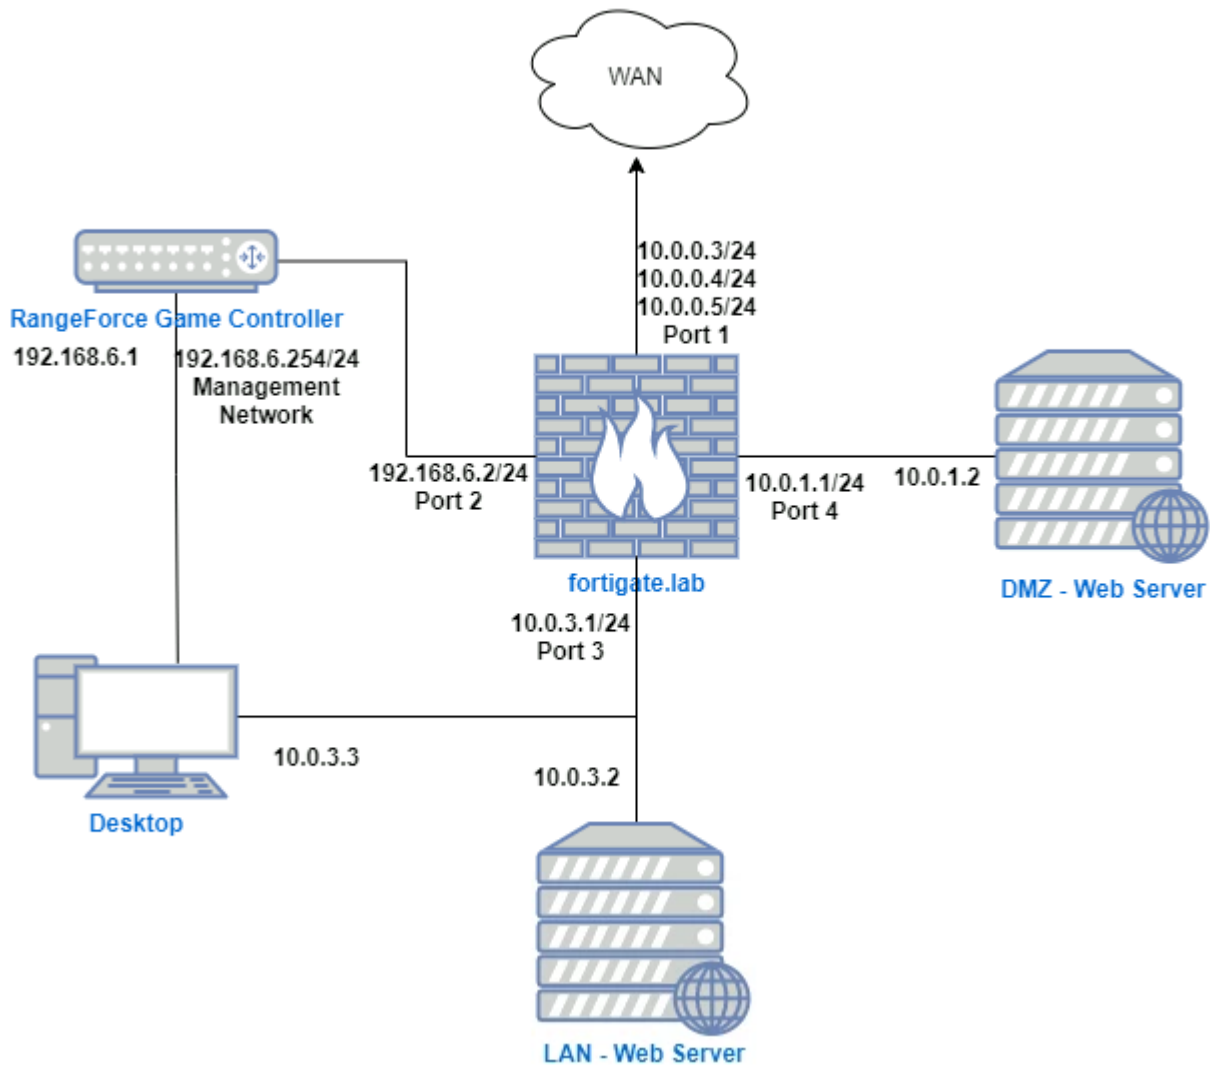 WAN
10.0.0.3/24
10.0.0.4/24
10.0.0.5/24
Port 1
RangeForce Game Controller
192.168.6.1
192.168.6.254/24
Management
Network
192.168.6.2/24
Port 2
10.0.1.1/24
Port 4
10.0.1.2
fortigate.lab
DMZ - Web Server
10.0.3.1/24
Port 3
10.0.3.3
10.0.3.2
Desktop
LAN - Web Server